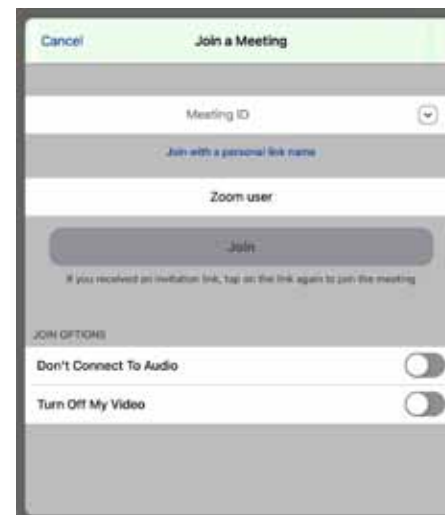 Cancel
Join a Meeting
Meeting ID
Join with a personal link name
Zoom user
Join
If you received an invitation link, tap on the link again to join the meeting
JOIN OPTIONS
Don't Connect To Audio
Turn Off My Video